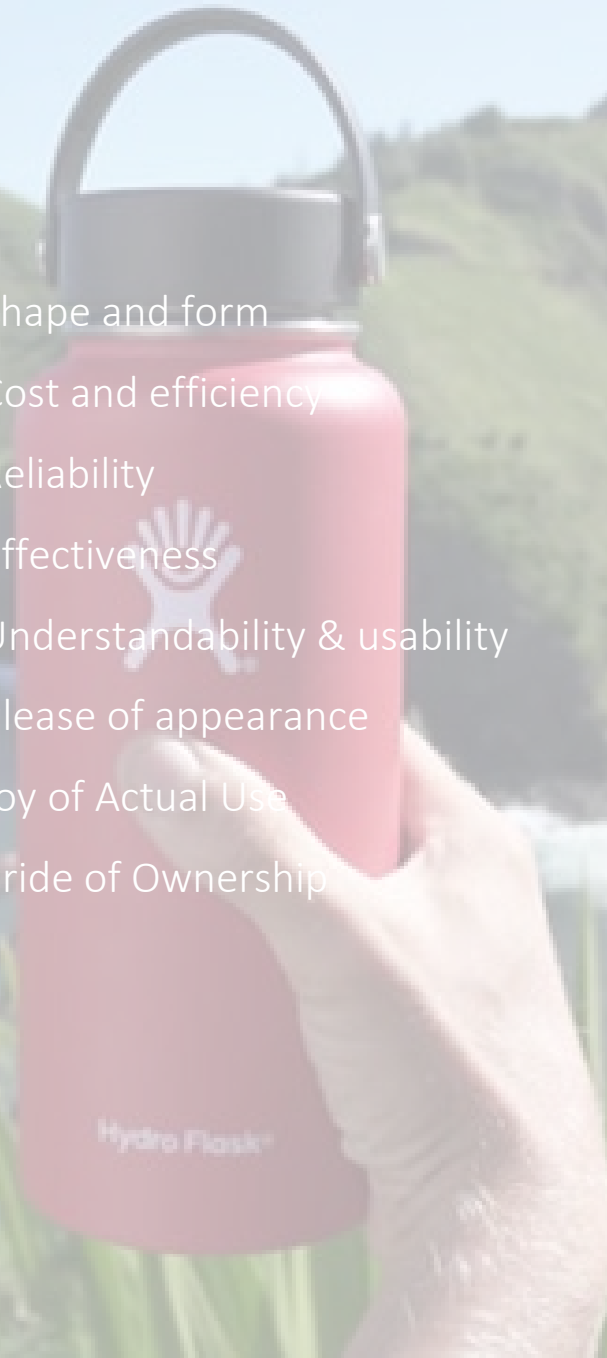 hape and form
Cost and efficiency
eliability
ffectiveness
Understandability & usability
lease of appearance
oy of Actual Use
ride of Ownership
Hydro Flask®